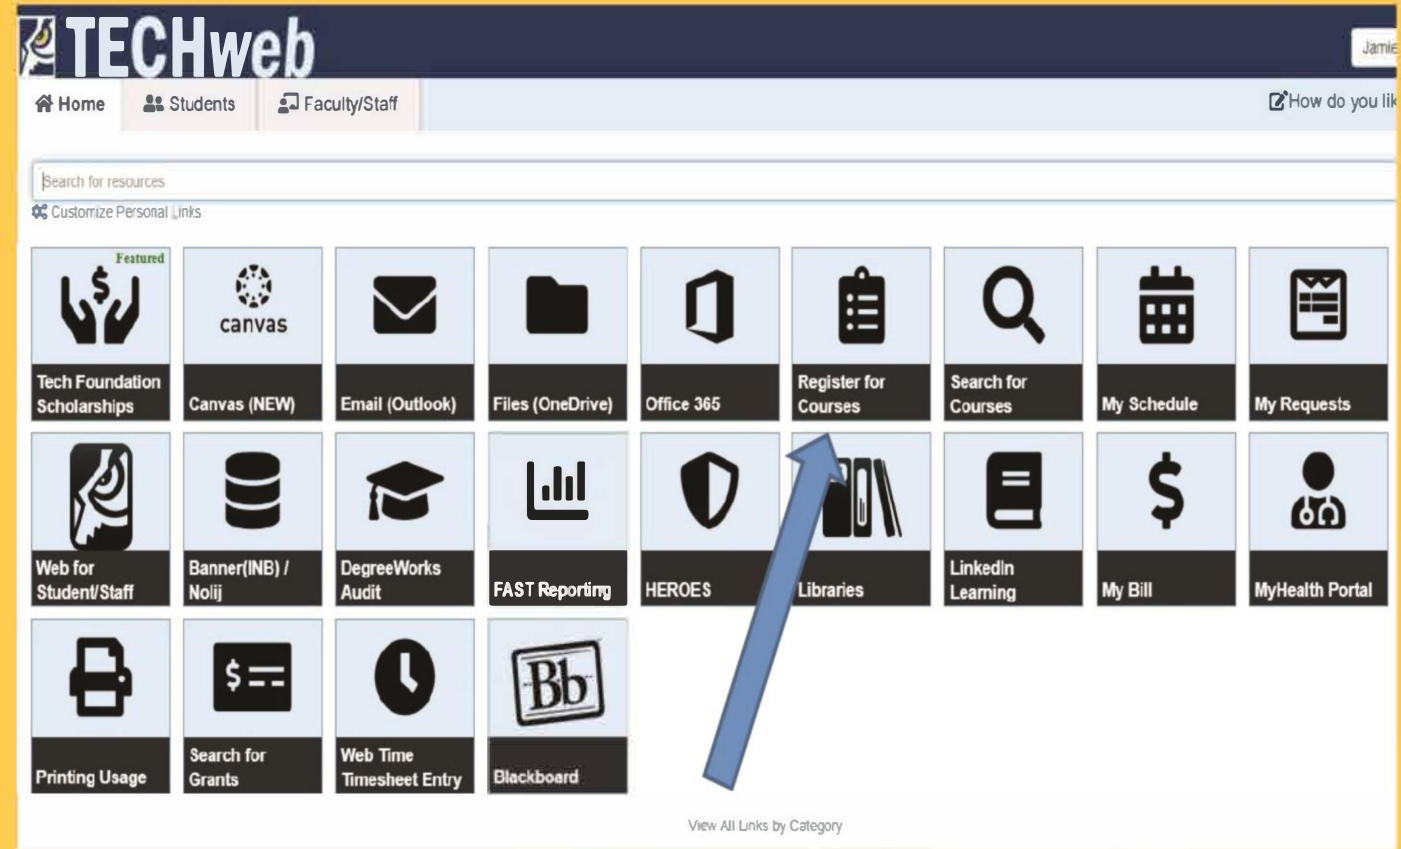 TECHweb
Jamie
Home Students Faculty/Staff
How do you lik
Search for resources
Customize Personal Links
Featured
canvas
Tech Foundation
Scholarships
Canvas (NEW)
Email (Outlook)
Files (OneDrive)
Office 365
Register for
Courses
Search for
Courses
My Schedule
My Requests
Web for
Student/Staff
Banner(INB) /
Nolij
DegreeWorks
Audit
FAST Reporting
HEROES
Libraries
LinkedIn
Learning
My Bill
MyHealth Portal
$ ==
Bb
Printing Usage
Search for
Grants
Web Time
Timesheet Entry
Blackboard
View All Links by Category